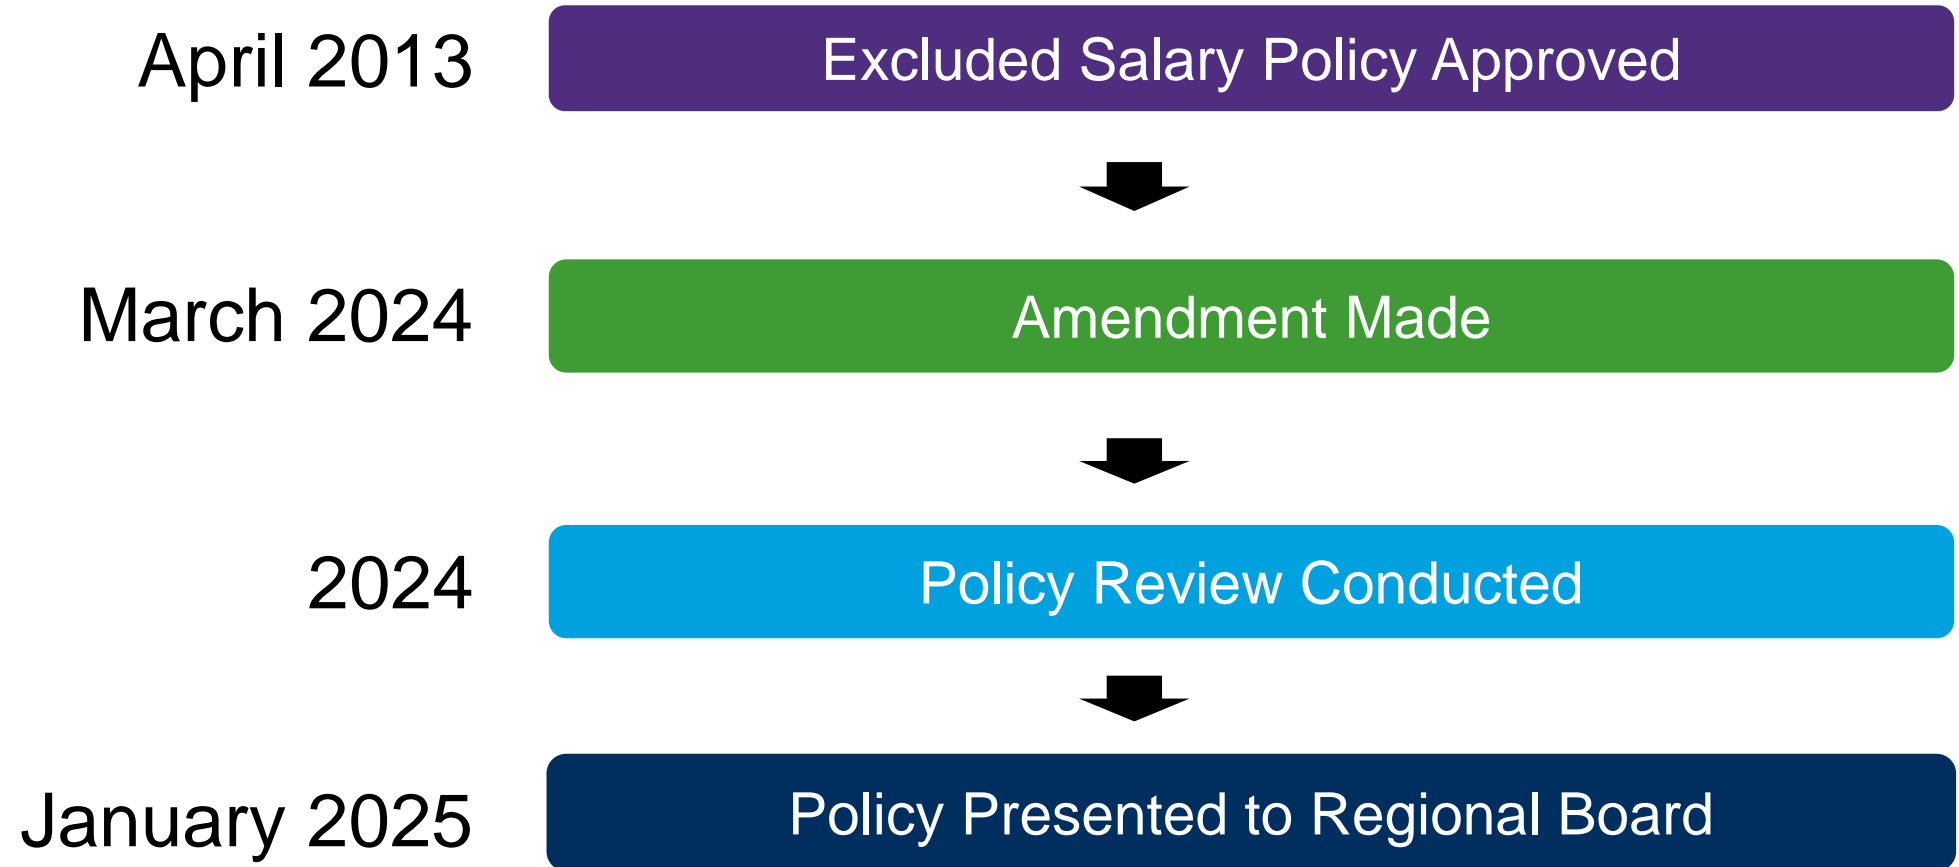 April 2013
Excluded Salary Policy Approved
March 2024
Amendment Made
2024
Policy Review Conducted
January 2025
Policy Presented to Regional Board